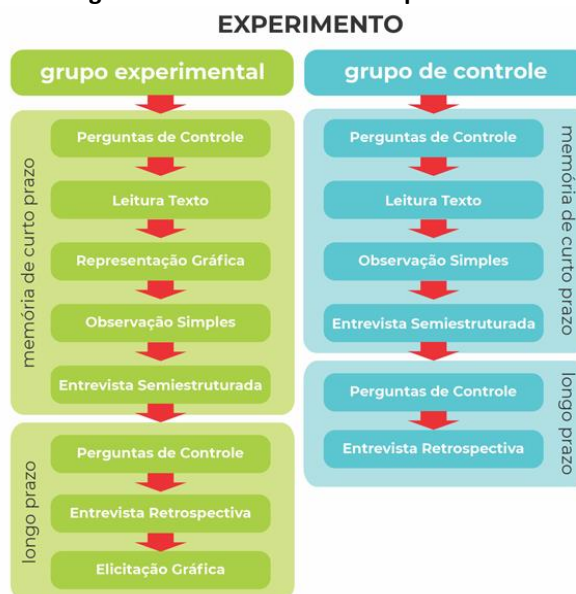 EXPERIMENTO
grupo experimental
memória de curto prazo
Perguntas de Controle
Leitura Texto
Representação Gráfica
Observação Simples
Entrevista Semiestruturada
longo prazo
Perguntas de Controle
Entrevista Retrospectiva
Elicitação Gráfica
grupo de controle
memória de curto prazo
Perguntas de Controle
Leitura Texto
Observação Simples
Entrevista Semiestruturada
longo prazo
Perguntas de Controle
Entrevista Retrospectiva